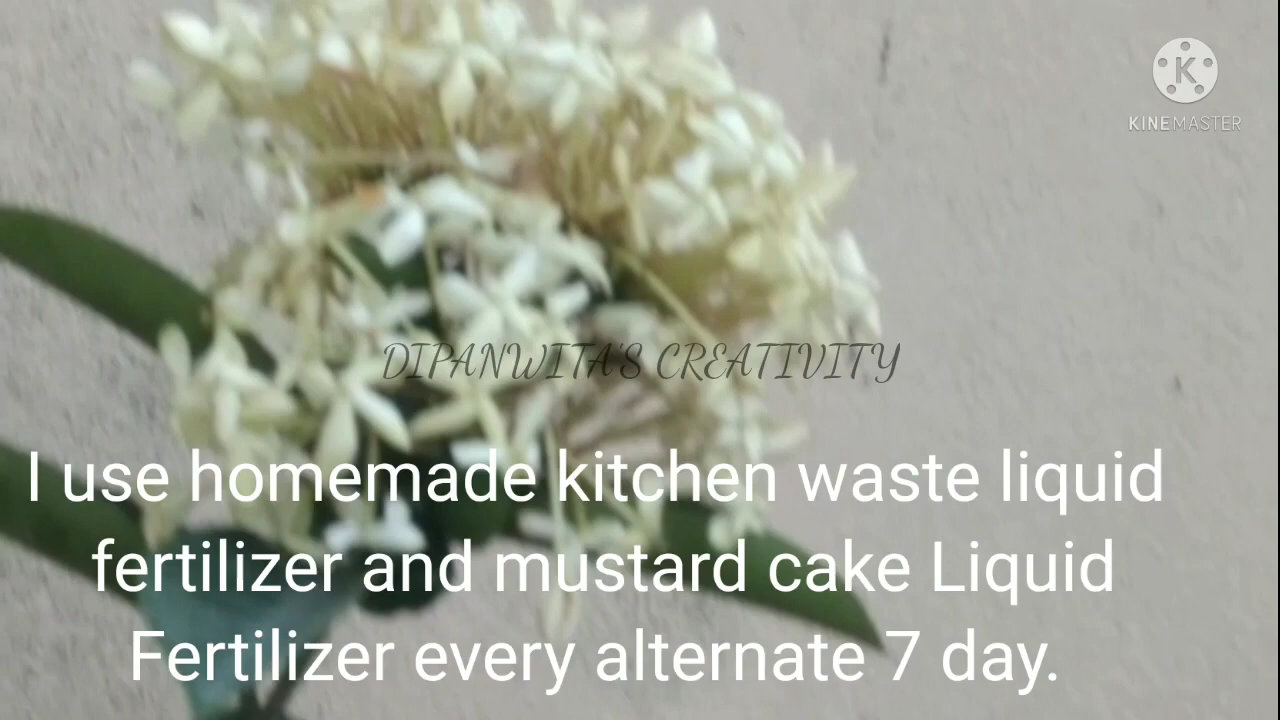 K
KINEMASTER
DIPANWITA'S CREATIVITY
I use homemade kitchen waste liquid
fertilizer and mustard cake Liquid
Fertilizer every alternate 7 day.